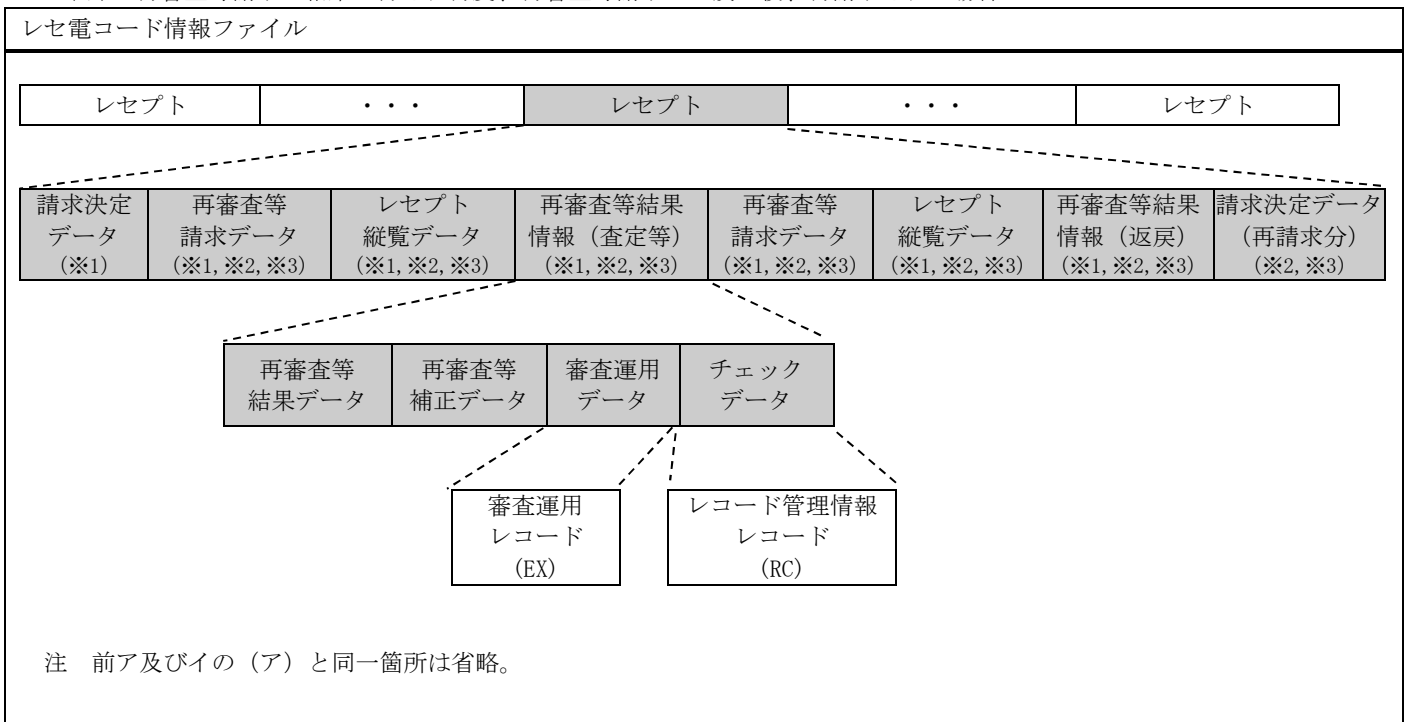 レセ電コード情報ファイル
レセプト ・・・ レセプト ・・・ レセプト
請求決定
データ
(※1)
再審査等
請求データ
(※1,※2,※3)
レセプト
縦覧データ
(※1,※2,※3)
再審査等結果
情報（査定等）
(※1,※2,※3)
再審査等
請求データ
(※1,※2,※3)
レセプト
縦覧データ
(※1,※2,※3)
再審査等結果
情報（返戻）
(※1,※2,※3)
請求決定データ
（再請求分）
(※2,※3)
再審査等
結果データ
再審査等
補正データ
審査運用
データ
チェック
データ
審査運用
レコード
(EX)
レコード管理情報
レコード
(RC)
注　前ア及びイの（ア）と同一箇所は省略。